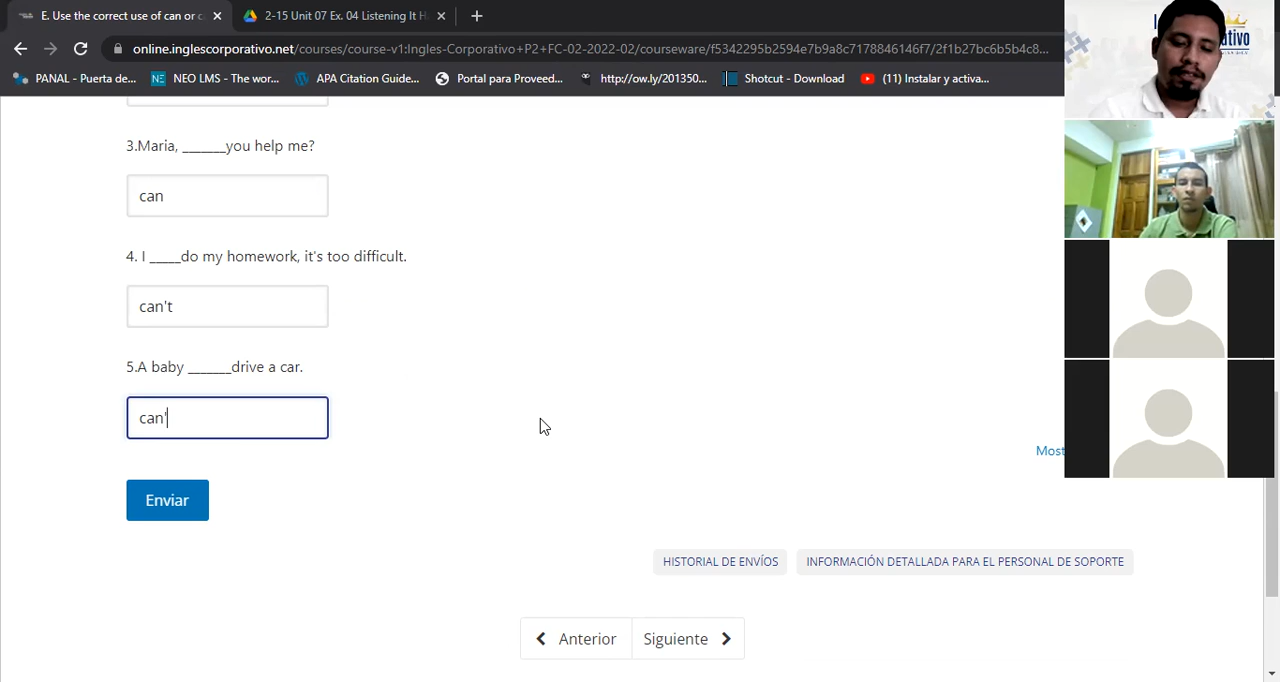 E. Use the correct use of can or c
2-15 Unit 07 Ex. 04 Listening It H
online.inglescorporativo.net/courses/course-v1:Ingles-Corporativo+P2+FC-02-2022-02/courseware/f5342295b2594e7b9a8c7178846146f7/2f1b27bc6b5b4c8...
PANAL - Puerta de... NEO LMS - The wor... APA Citation Guide... Portal para Proveed... http://ow.ly/201350... Shotcut - Download (11) Instalar y activa...
3.Maria, _______you help me?
can
4. I _____do my homework, it's too difficult.
can't
5.A baby _______drive a car.
can'
Most
Enviar
HISTORIAL DE ENVÍOS INFORMACIÓN DETALLADA PARA EL PERSONAL DE SOPORTE
Anterior Siguiente